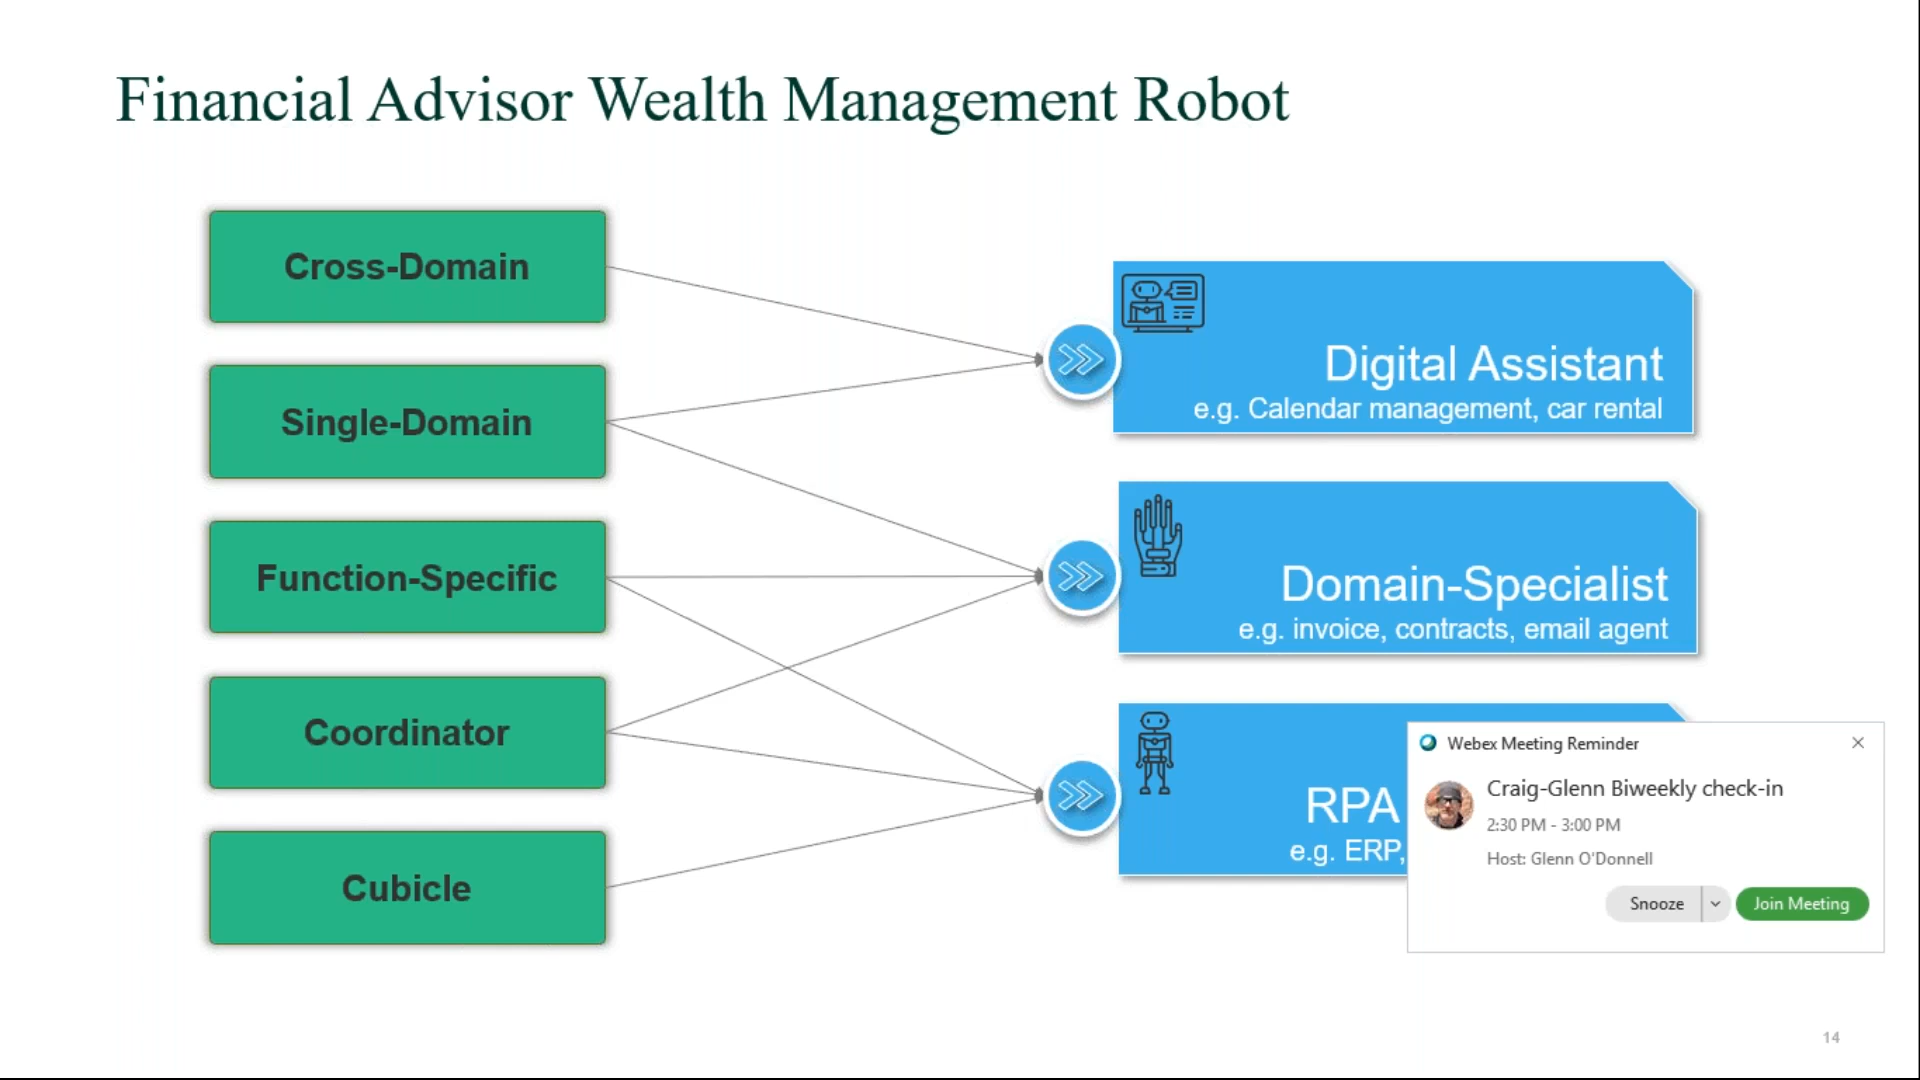 Financial Advisor Wealth Management Robot
Cross-Domain
Single-Domain
Function-Specific
Coordinator
Cubicle
Digital Assistant
e.g. Calendar management, car rental
Domain-Specialist
e.g. invoice, contracts, email agent
RPA
e.g. ERP,
Webex Meeting Reminder
Craig-Glenn Biweekly check-in
2:30 PM - 3:00 PM
Host: Glenn O'Donnell
Snooze
Join Meeting
14